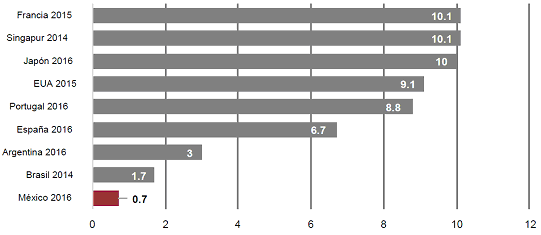 Francia 2015 10.1
Singapur 2014 10.1
Japón 2016 10
EUA 2015 9.1
Portugal 2016 8.8
España 2016 6.7
Argentina 2016 3
Brasil 2014 1.7
México 2016 0.7
0 2 4 6 8 10 12